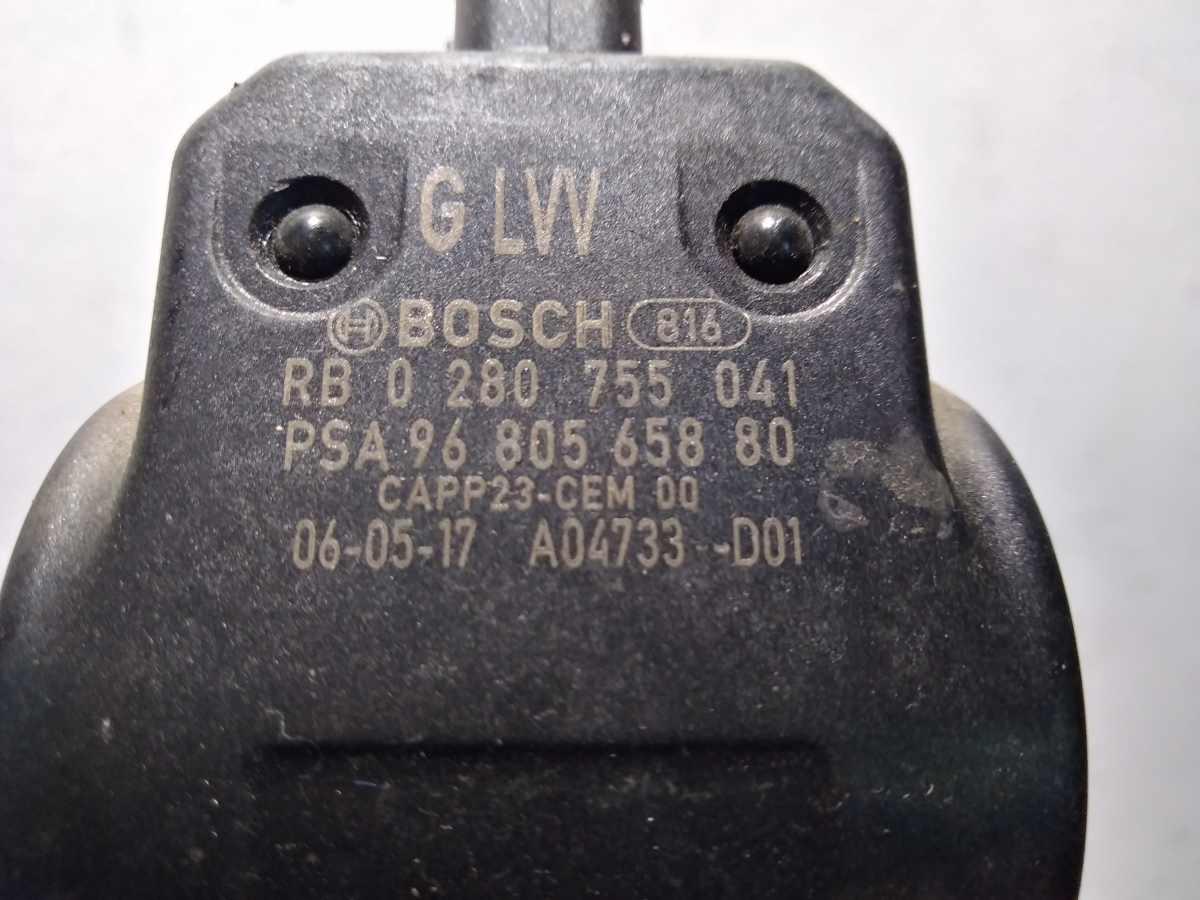 G LVV
BOSCH 816
RB 0 280 755 041
PSA 96 805 658 80
CAPP23-CEM 00
06-05-17 A04733--D01